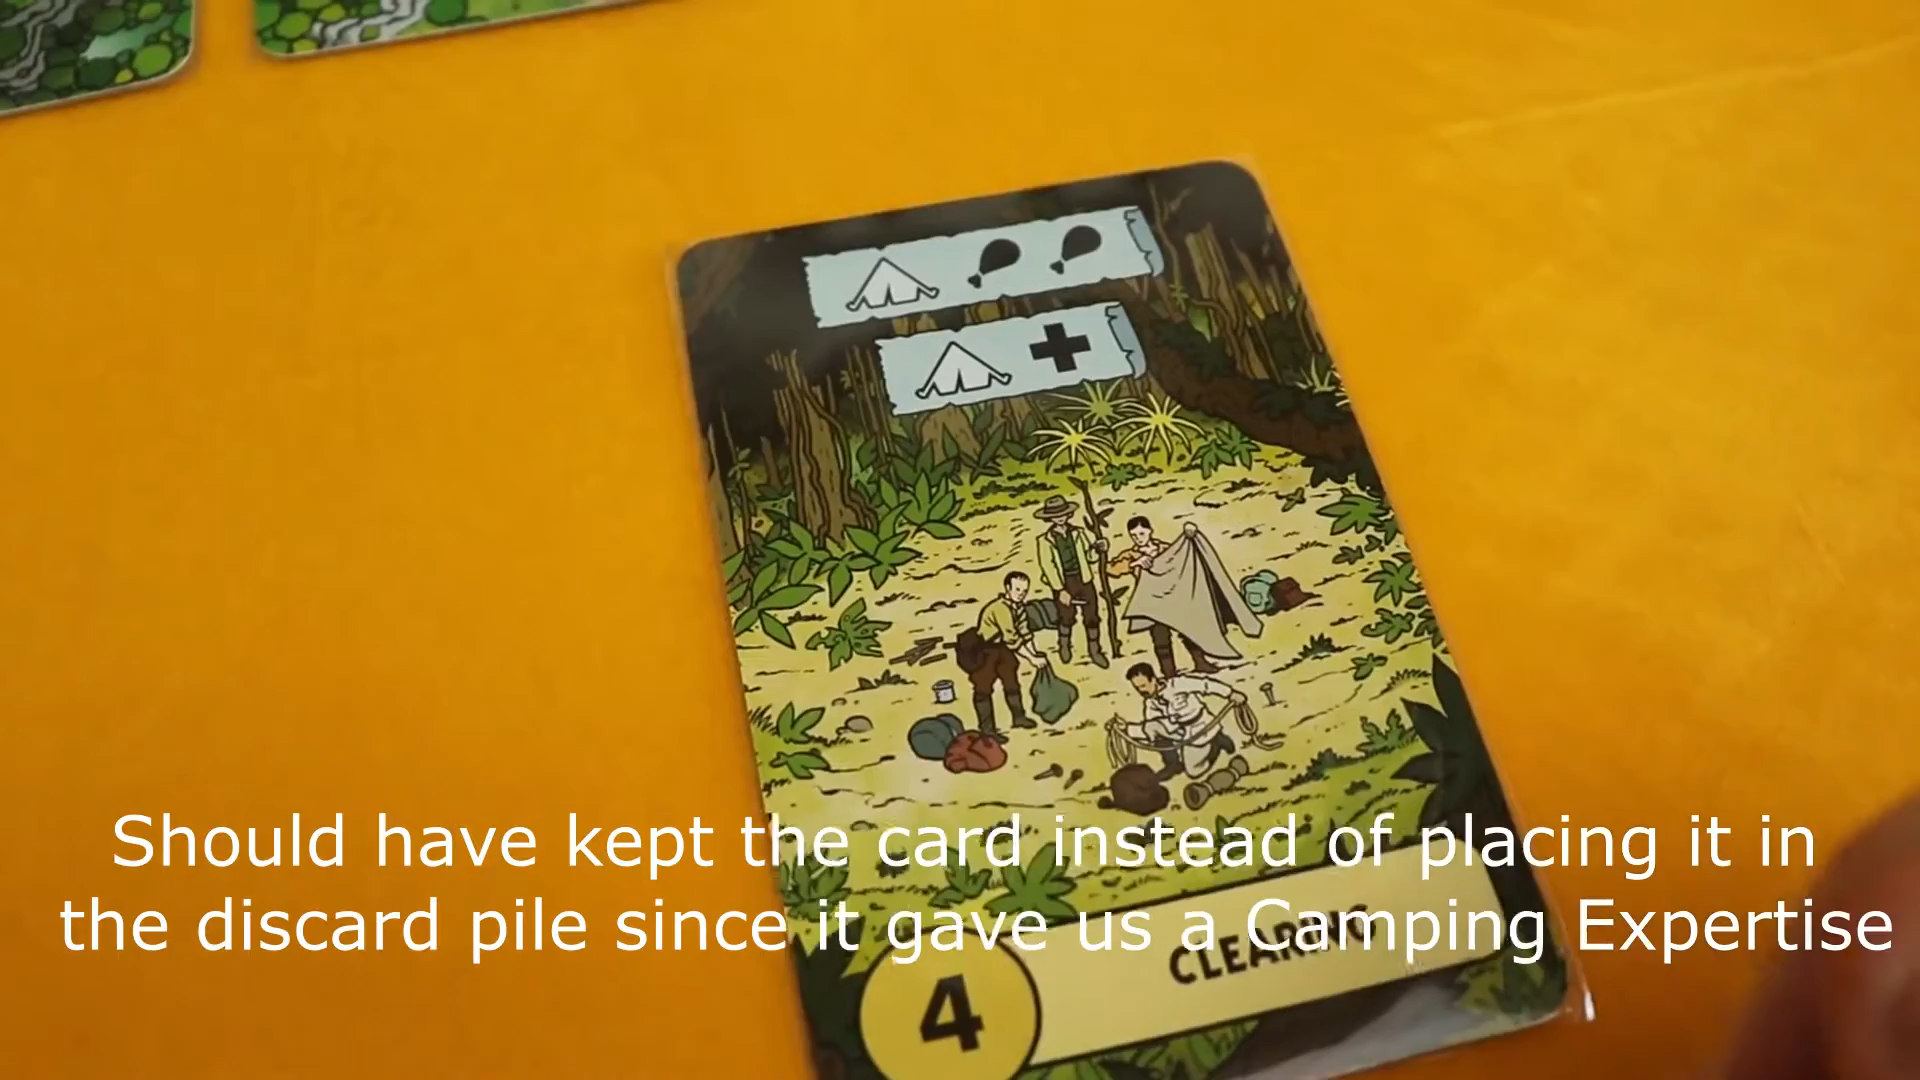 Should have kept the card instead of placing it in
the discard pile since it gave us a Camping Expertise
CLEARING
4